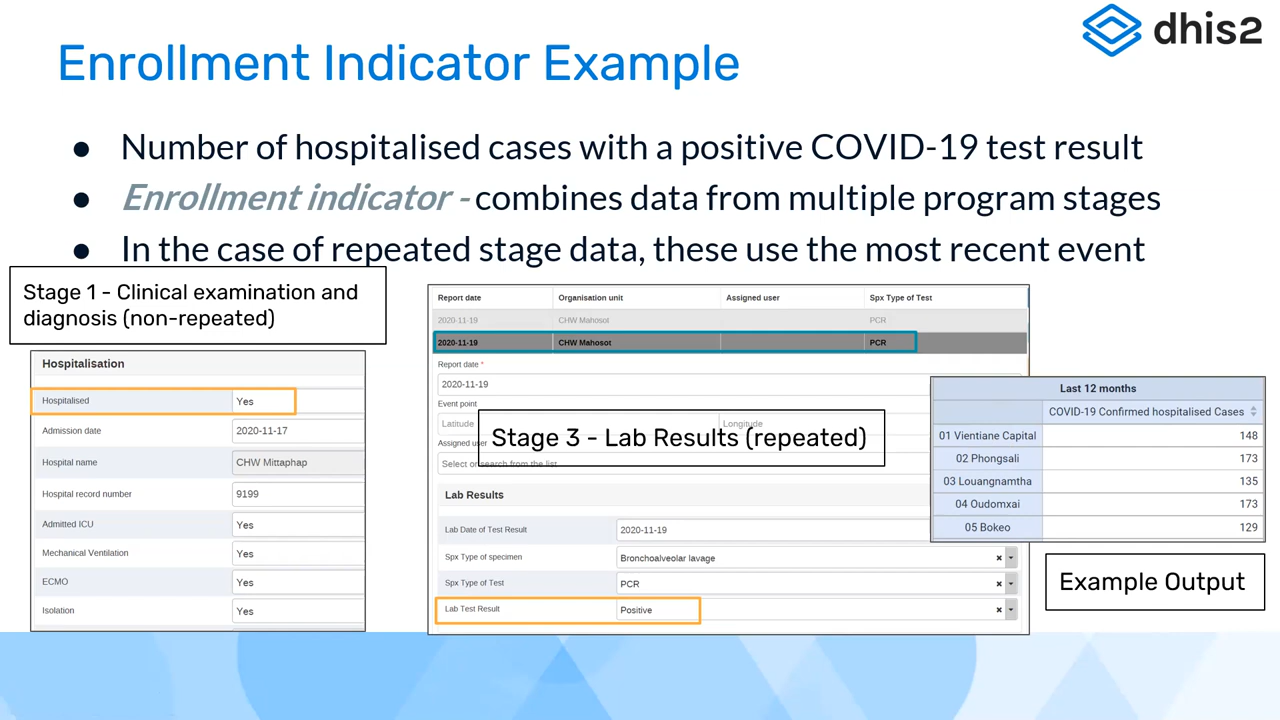 dhis2
Enrollment Indicator Example
● Number of hospitalised cases with a positive COVID-19 test result
● Enrollment indicator - combines data from multiple program stages
● In the case of repeated stage data, these use the most recent event
Stage 1 - Clinical examination and
diagnosis (non-repeated)
Hospitalisation
Hospitalised Yes
Admission date 2020-11-17
Hospital name CHW Mittaphap
Hospital record number 9199
Admitted ICU Yes
Mechanical Ventilation Yes
ECMO Yes
Isolation Yes
Report date Organisation unit Assigned user Spx Type of Test
2020-11-19 CHW Mahosot PCR
2020-11-19 CHW Mahosot PCR
Report date *
2020-11-19
Event point
Latitude Longitude
Assigned user
Select or search from the list
Stage 3 - Lab Results (repeated)
Lab Results
Lab Date of Test Result 2020-11-19
Spx Type of specimen Bronchoalveolar lavage
Spx Type of Test PCR
Lab Test Result Positive
Last 12 months
COVID-19 Confirmed hospitalised Cases
01 Vientiane Capital 148
02 Phongsali 173
03 Louangnamtha 135
04 Oudomxai 173
05 Bokeo 129
Example Output